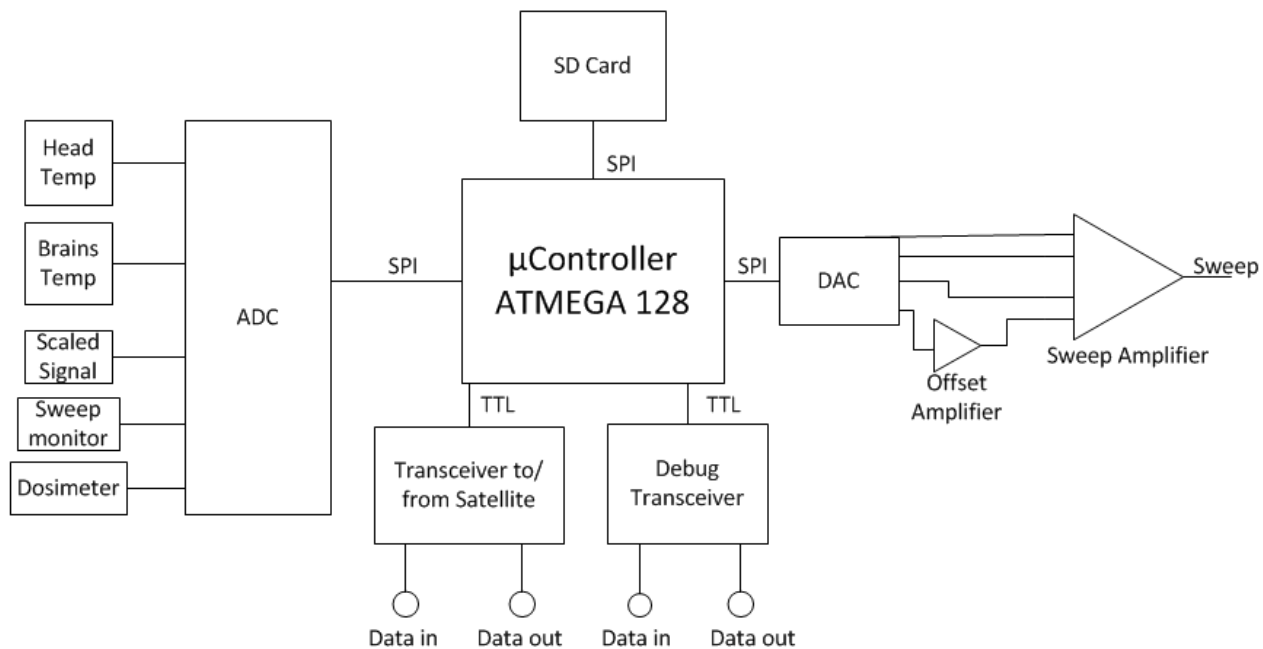 SD Card
SPI
Head
Temp
Brains
Temp
Scaled
Signal
Sweep
monitor
Dosimeter
ADC
SPI
µController
ATMEGA 128
SPI
DAC
Sweep
Sweep Amplifier
Offset
Amplifier
TTL
TTL
Transceiver to/
from Satellite
Debug
Transceiver
Data in
Data out
Data in
Data out